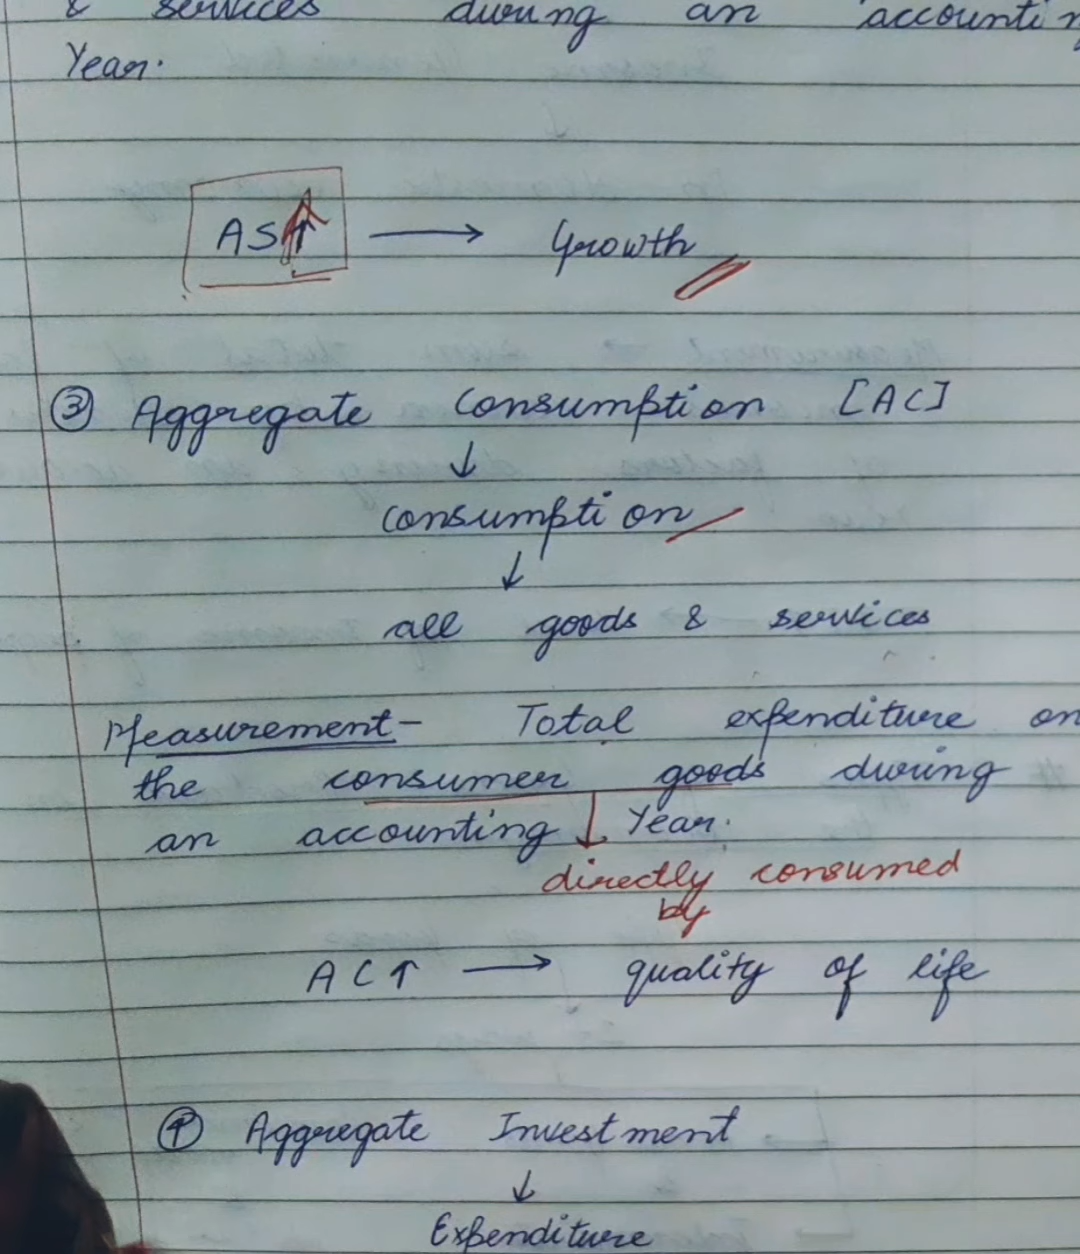 & services during an accounting
Year.
AS↑ → Growth
③ Aggregate Consumption [AC]
↓
consumption
↓
all goods & services
Measurement- Total expenditure on
the consumer goods during
an accounting Year.
↓ directly consumed
by
AC↑ → quality of life
④ Aggregate Investment
↓
Expenditure